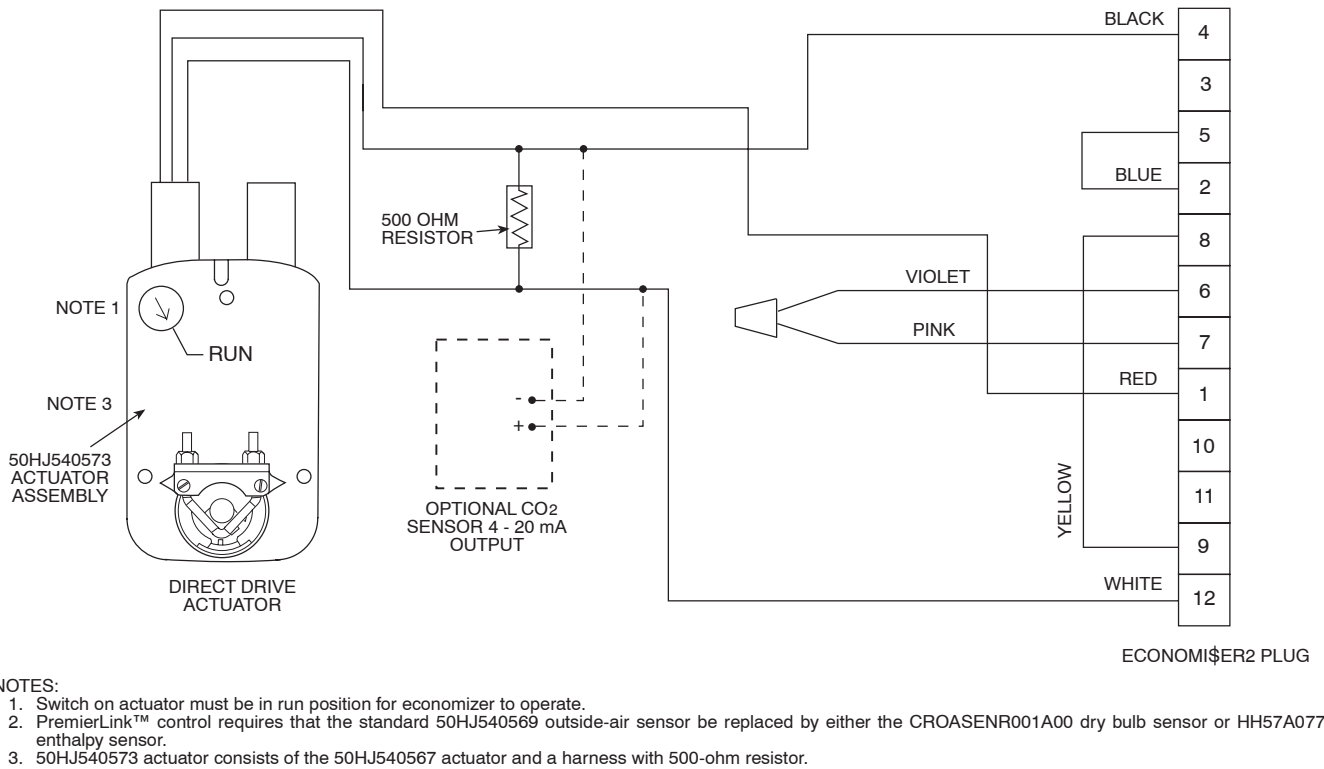 BLACK
4
3
5
BLUE
2
8
500 OHM
RESISTOR
VIOLET
6
NOTE 1
PINK
7
RUN
RED
1
NOTE 3
-
+
10
50HJ540573
ACTUATOR
ASSEMBLY
YELLOW
11
OPTIONAL CO2
SENSOR 4 - 20 mA
OUTPUT
9
DIRECT DRIVE
ACTUATOR
WHITE
12
ECONOMI$ER2 PLUG
NOTES:
1. Switch on actuator must be in run position for economizer to operate.
2. PremierLink™ control requires that the standard 50HJ540569 outside-air sensor be replaced by either the CROASENR001A00 dry bulb sensor or HH57A077
enthalpy sensor.
3. 50HJ540573 actuator consists of the 50HJ540567 actuator and a harness with 500-ohm resistor.